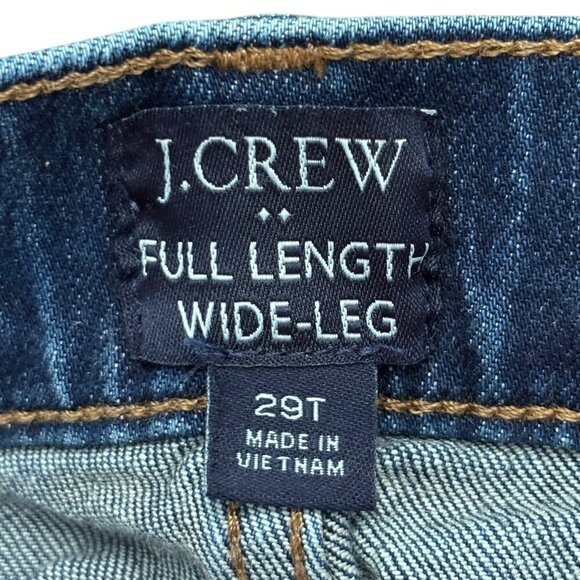 J.CREW
FULL LENGTH
WIDE-LEG
29T
MADE IN
VIETNAM